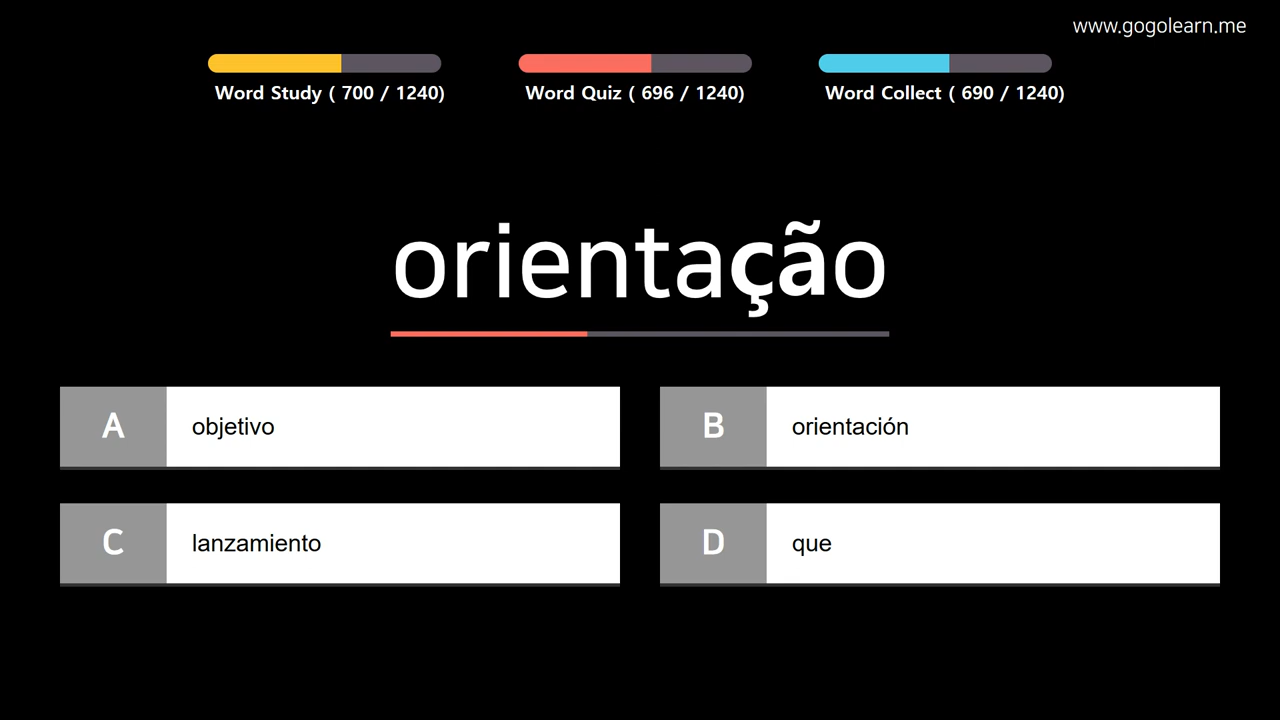 www.gogolearn.me
Word Study ( 700 / 1240)
Word Quiz ( 696 / 1240)
Word Collect ( 690 / 1240)
orientação
A objetivo
B orientación
C lanzamiento
D que